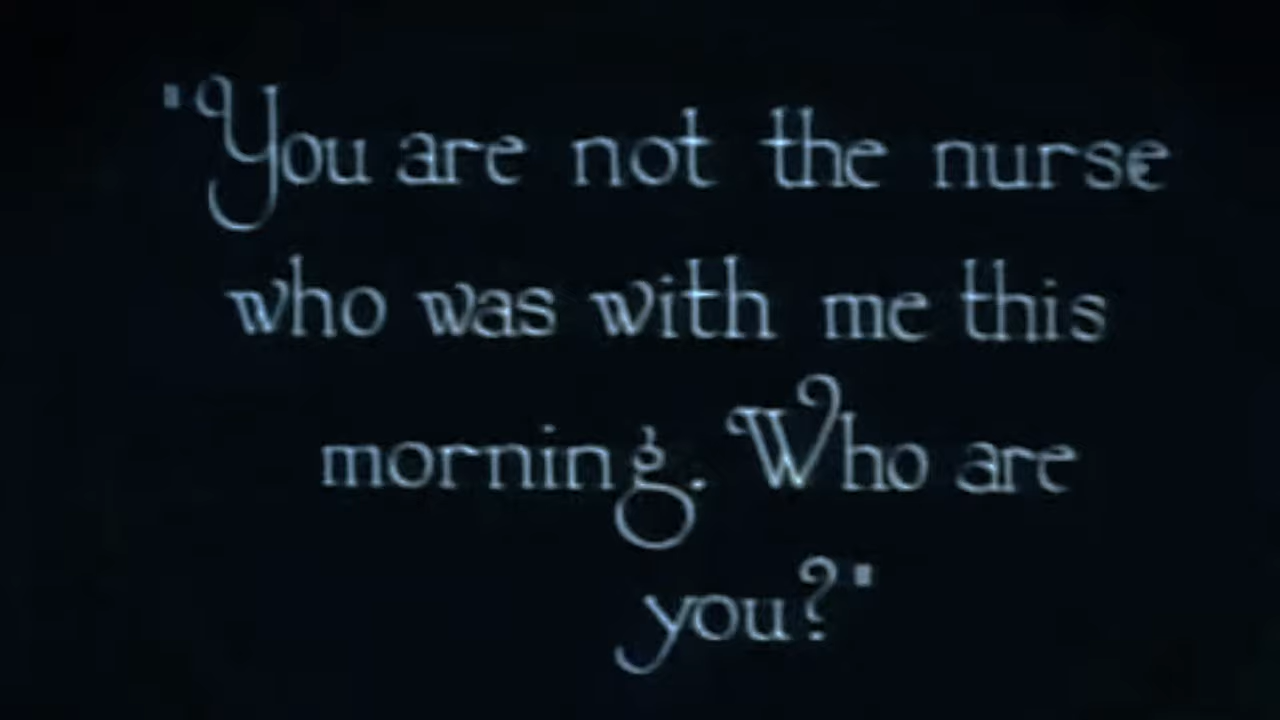 "You are not the nurse
who was with me this
morning. Who are
you?"